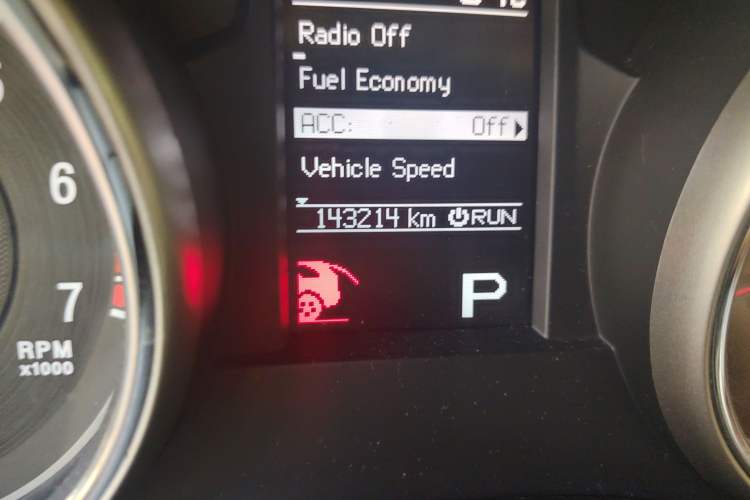 Radio Off
Fuel Economy
ACC: Off
Vehicle Speed
143214 km RUN
P
6
7
RPM
x1000